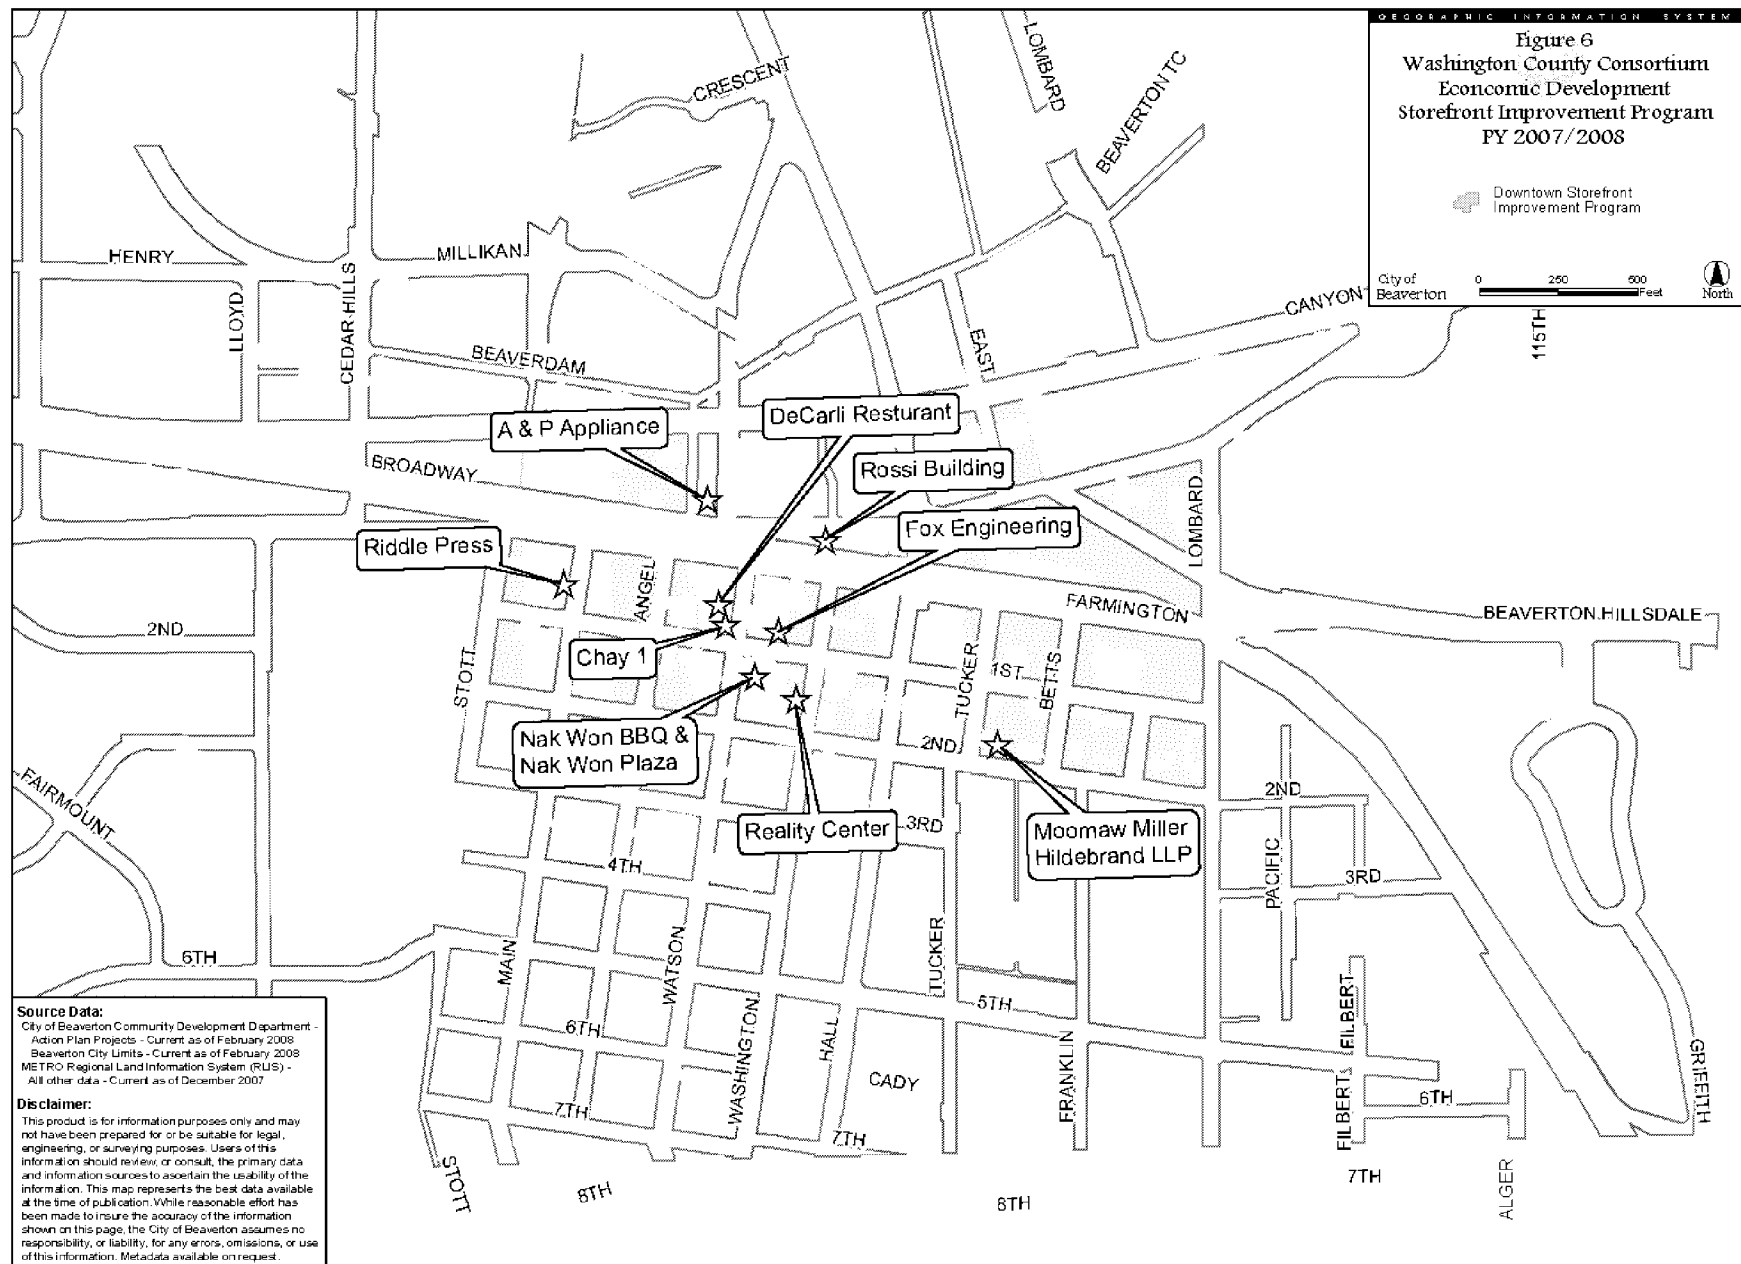 GEOGRAPHIC INFORMATION SYSTEM
Figure 6
Washington County Consortium
Econcomic Development
Storefront Improvement Program
PY 2007/2008
Downtown Storefront
Improvement Program
City of
Beaverton
0 250 500
Feet
North
LOMBARD
CRESCENT
BEAVERTON TC
HENRY
MILLIKAN
LLOYD
CEDAR HILLS
CANYON
115TH
EAST
BEAVERDAM
A & P Appliance
DeCarli Resturant
BROADWAY
Rossi Building
LOMBARD
Fox Engineering
Riddle Press
ANGEL
FARMINGTON
BEAVERTON HILLSDALE
2ND
Chay 1
STOTT
TUCKER
1ST
BETTS
Nak Won BBQ &
Nak Won Plaza
2ND
FAIRMOUNT
2ND
Reality Center
3RD
Moomaw Miller
Hildebrand LLP
4TH
PACIFIC
3RD
6TH
MAIN
WATSON
TUCKER
5TH
FILBERT
6TH
WASHINGTON
HALL
CADY
FRANKLIN
GRIFFITH
7TH
7TH
FILBERT
6TH
STOTT
8TH
8TH
7TH
ALGER
Source Data:
City of Beaverton Community Development Department -
Action Plan Projects - Current as of February 2008
Beaverton City Limits - Current as of February 2008
METRO Regional Land Information System (RLIS) -
All other data - Current as of December 2007
Disclaimer:
This product is for information purposes only and may
not have been prepared for or be suitable for legal,
engineering, or surveying purposes. Users of this
information should review, or consult, the primary data
and information sources to ascertain the usability of the
information. This map represents the best data available
at the time of publication. While reasonable effort has
been made to insure the accuracy of the information
shown on this page, the City of Beaverton assumes no
responsibility, or liability, for any errors, omissions, or use
of this information. Metadata available on request.